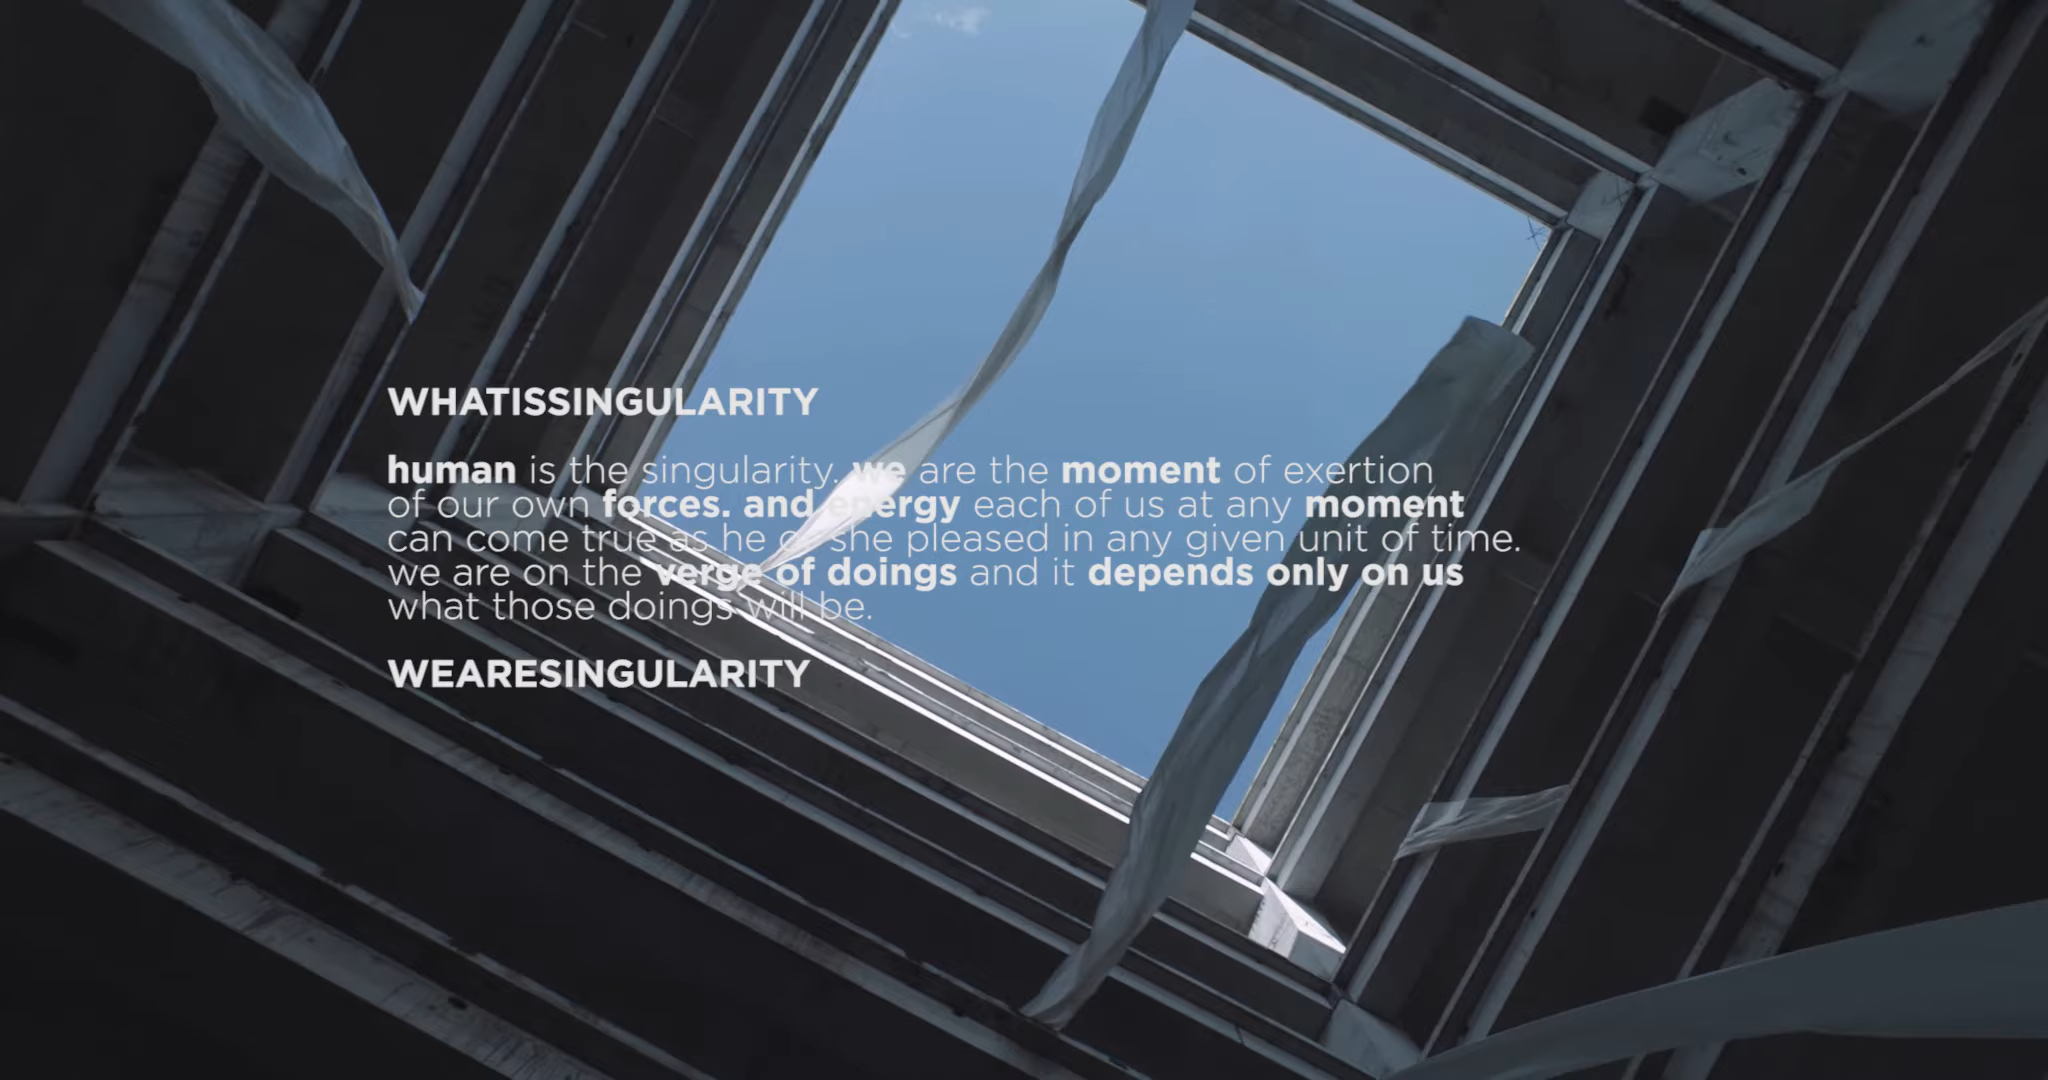 WHATISSINGULARITY
human is the singularity. we are the moment of exertion
of our own forces. and energy each of us at any moment
can come true as he or she pleased in any given unit of time.
we are on the verge of doings and it depends only on us
what those doings will be.
WEARESINGULARITY